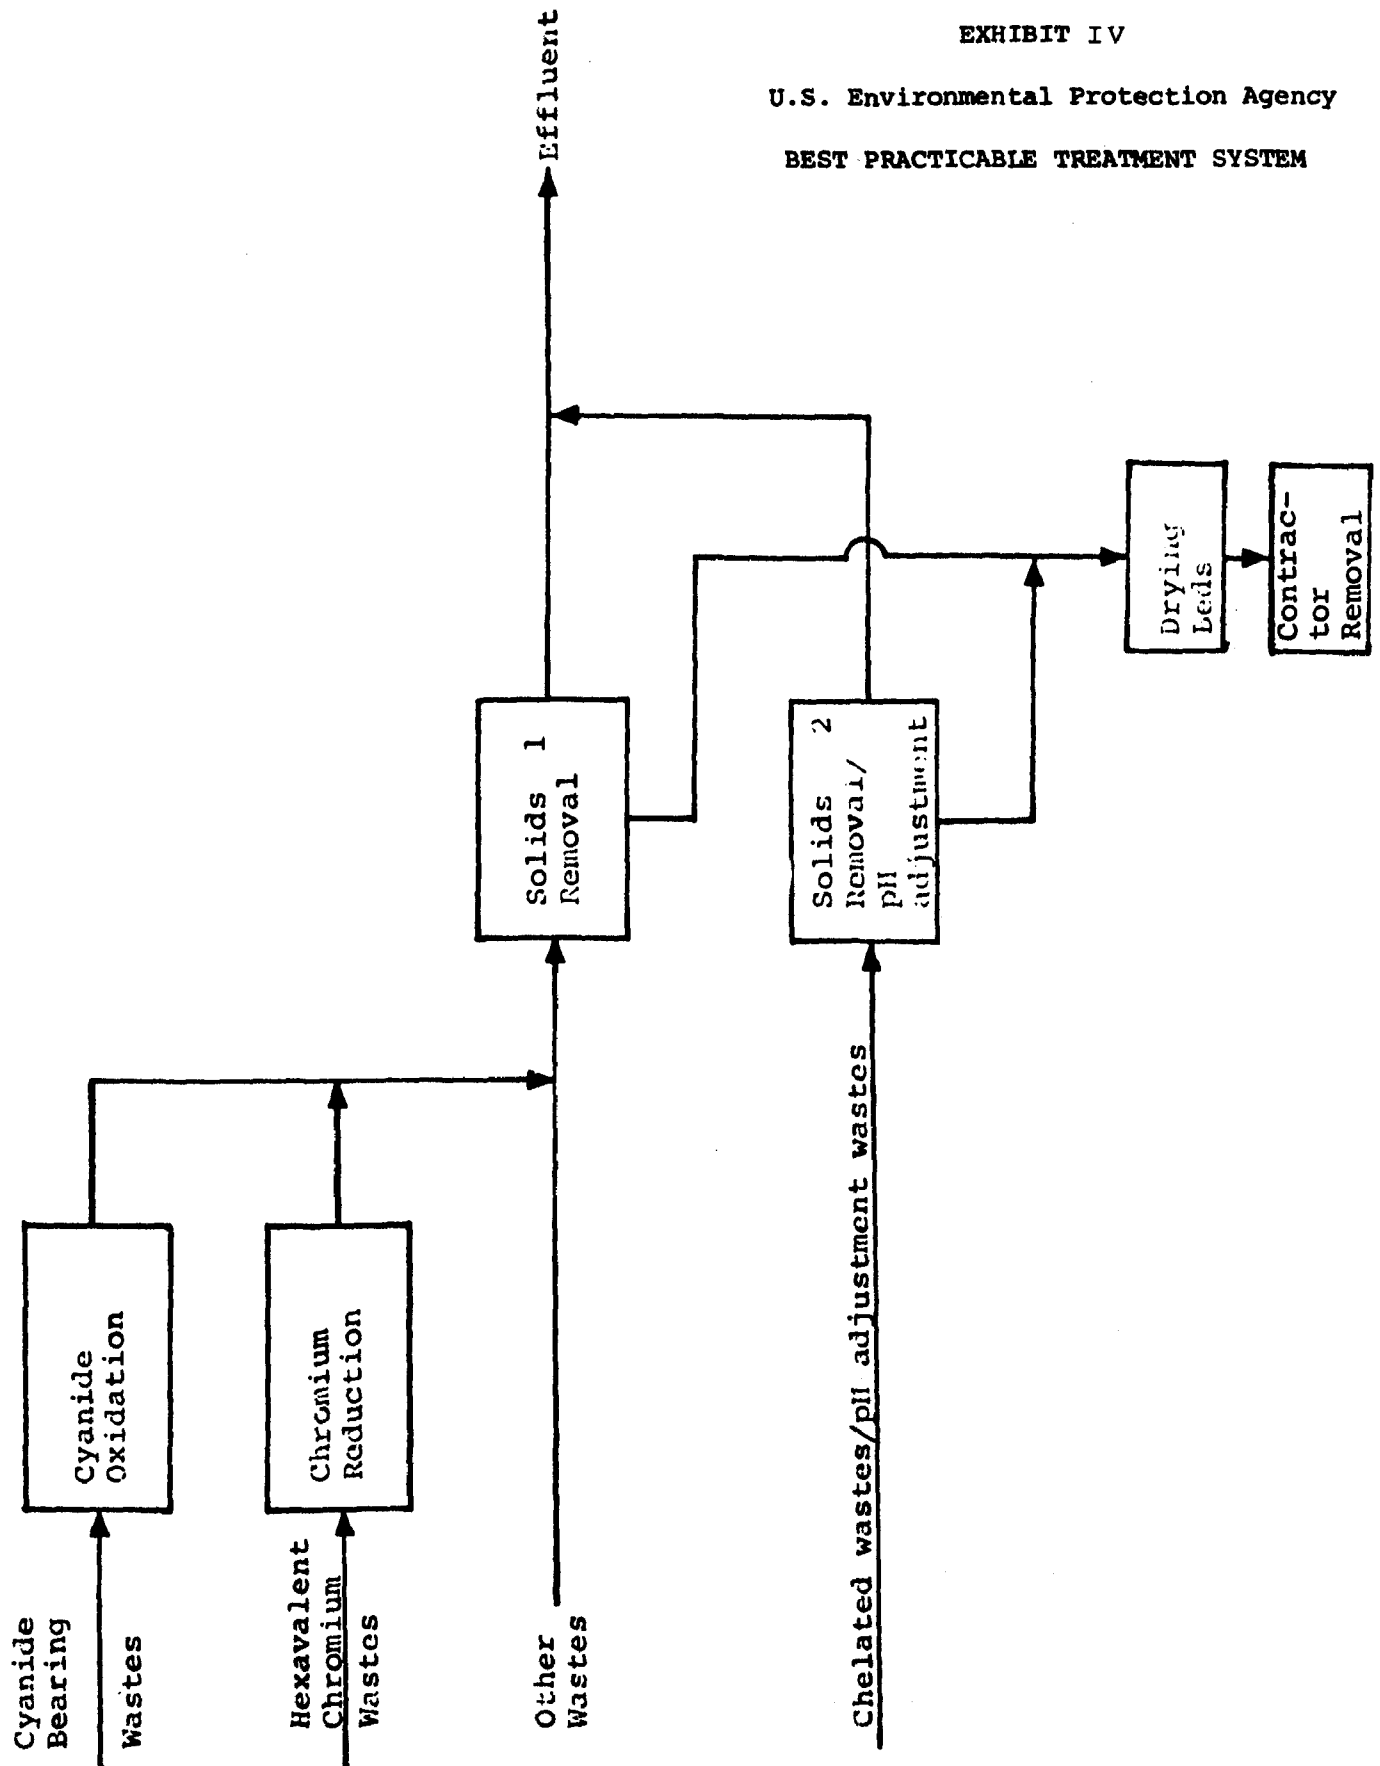 EXHIBIT IV
U.S. Environmental Protection Agency
BEST PRACTICABLE TREATMENT SYSTEM
Cyanide
Bearing
Wastes
Cyanide
Oxidation
Hexavalent
Chromium
Wastes
Chromium
Reduction
Other
Wastes
Solids 1
Removal
Effluent
Chelated wastes/pH adjustment wastes
Solids 2
Removal/
pH
adjustment
Drying
Contrac-
tor
Removal